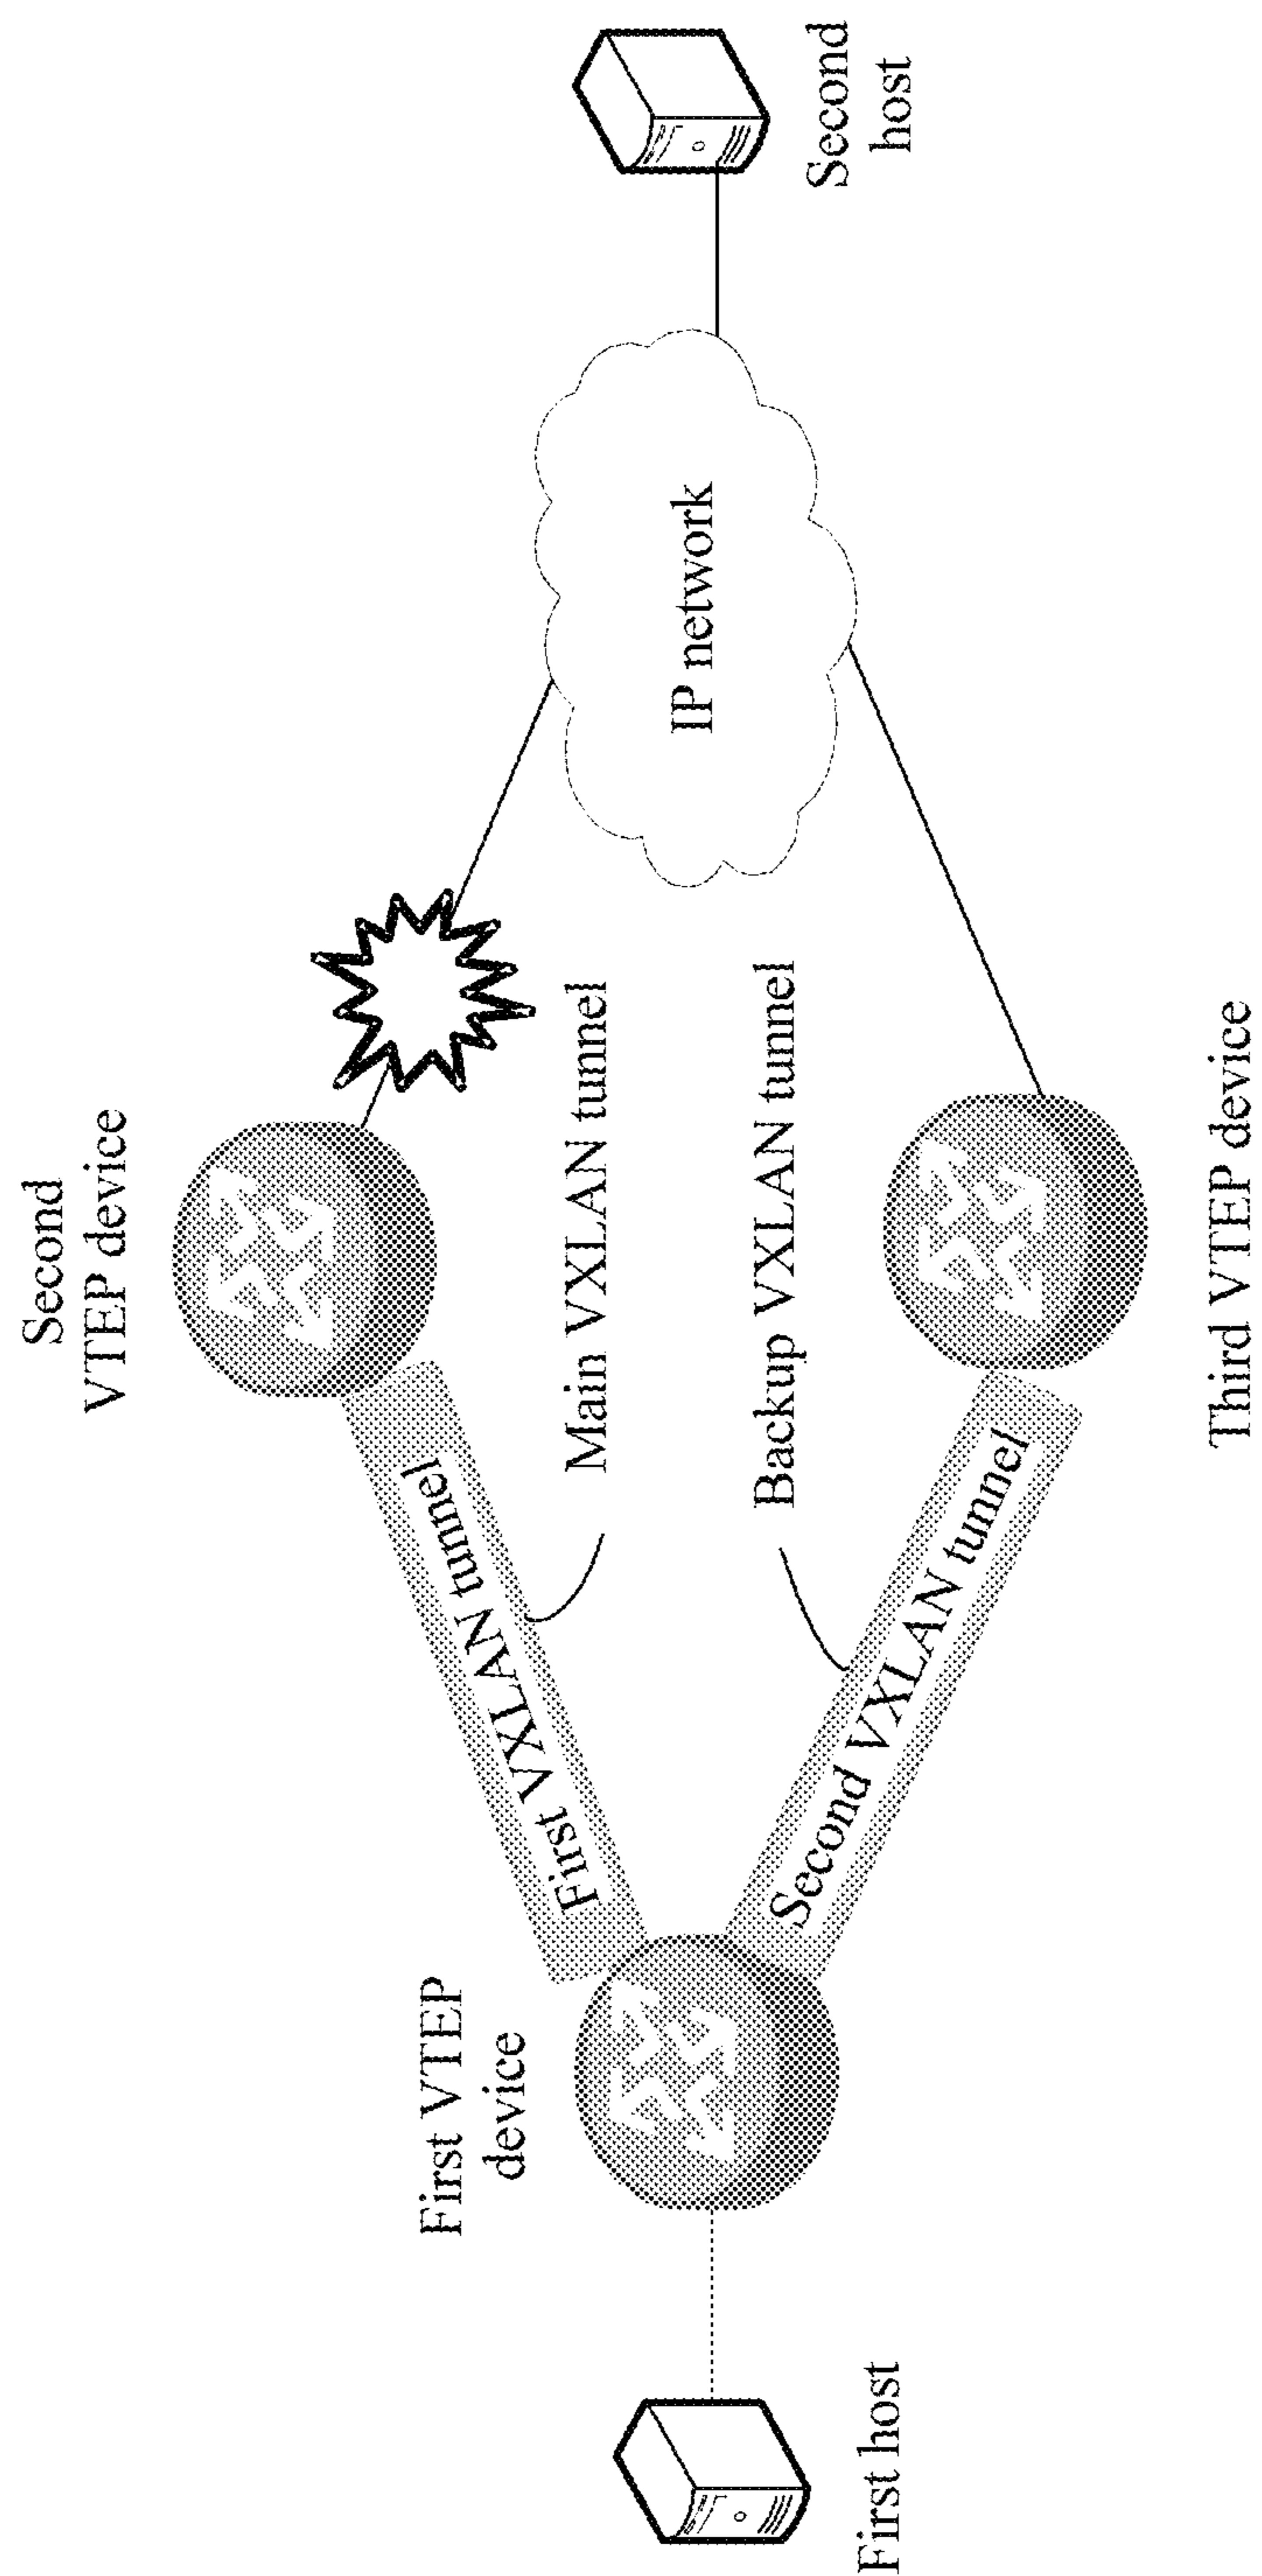 Second
VTEP device
First VTEP
device
First VXLAN tunnel
Main VXLAN tunnel
IP network
Second
host
First host
Second VXLAN tunnel
Backup VXLAN tunnel
Third VTEP device